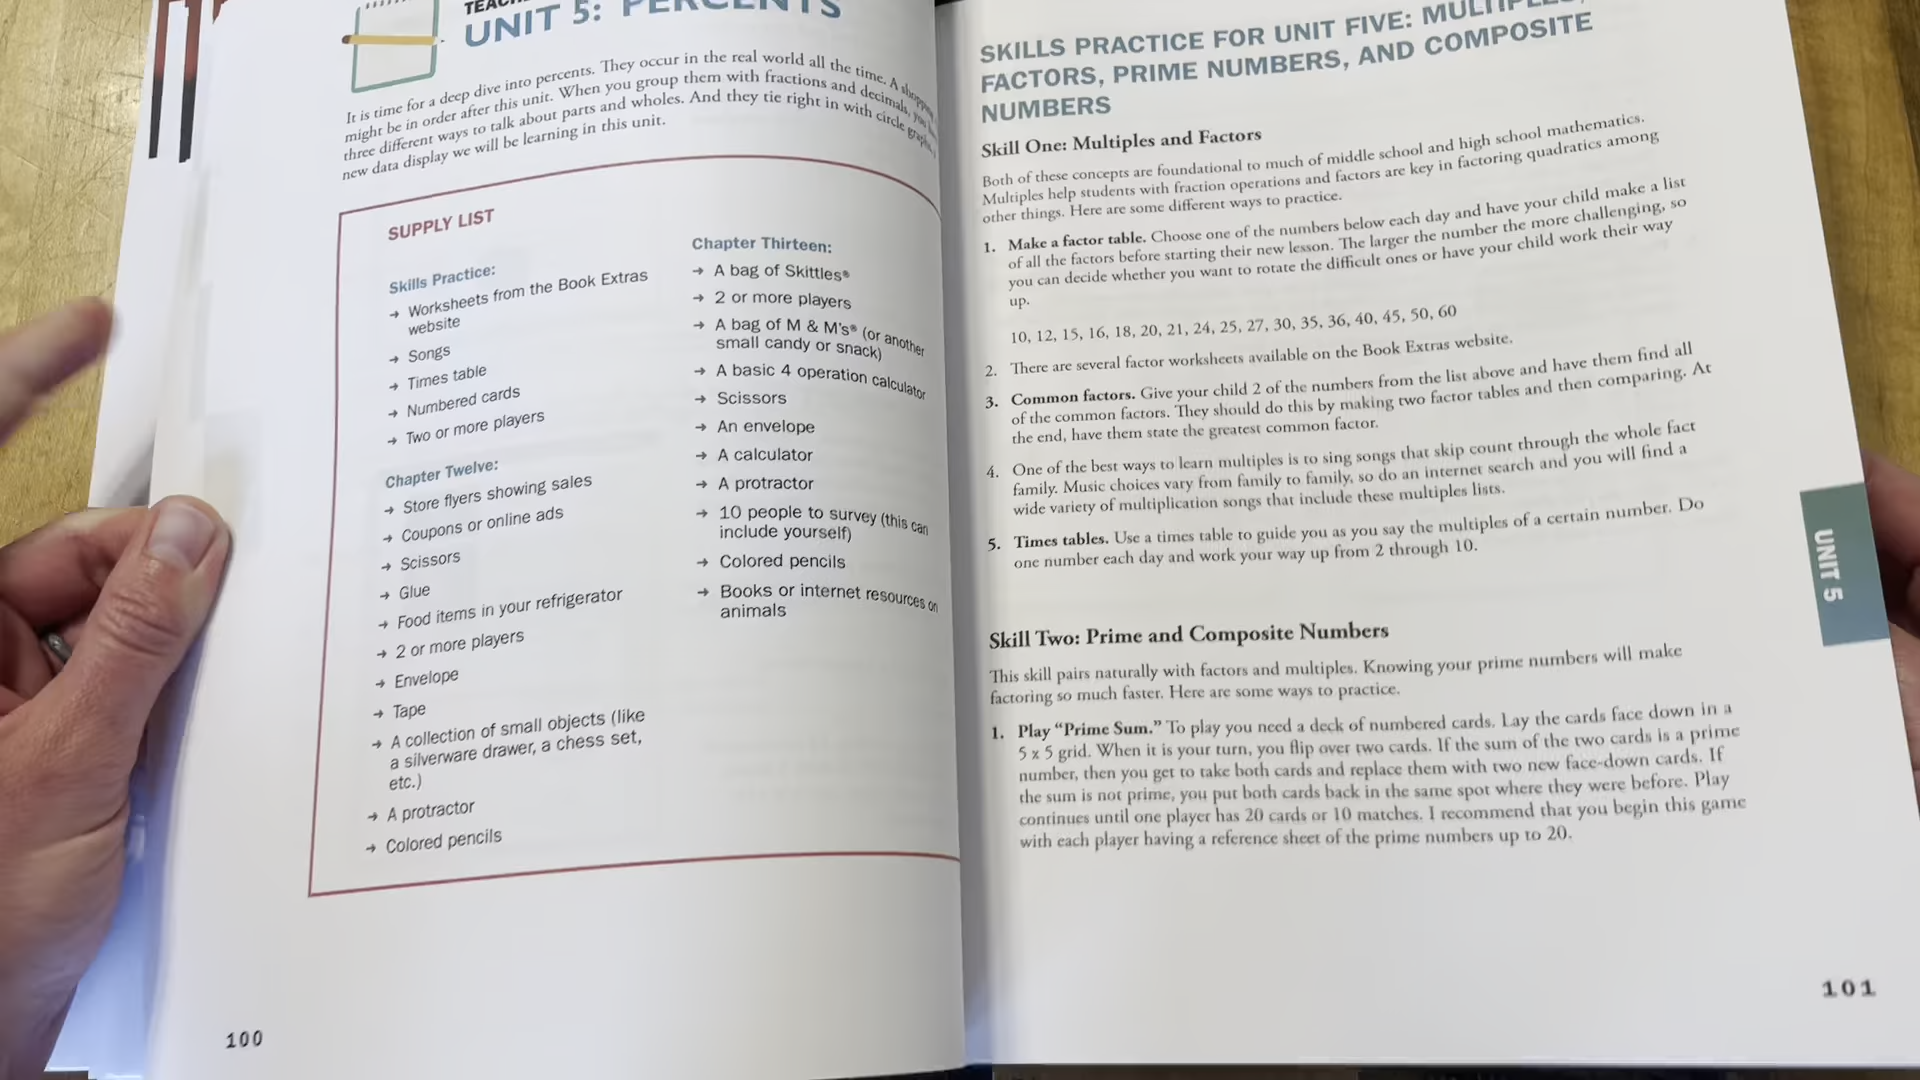 UNIT 5: PERCENTS
It is time for a deep dive into percents. They occur in the real world all the time. A shopping
might be in order after this unit. When you group them with fractions and decimals, you
three different ways to talk about parts and wholes. And they tie right in with circle graphs,
new data display we will be learning in this unit.
SUPPLY LIST
Skills Practice:
→ Worksheets from the Book Extras
website
→ Songs
→ Times table
→ Numbered cards
→ Two or more players
Chapter Twelve:
→ Store flyers showing sales
→ Coupons or online ads
→ Scissors
→ Glue
→ Food items in your refrigerator
→ 2 or more players
→ Envelope
→ Tape
→ A collection of small objects (like
a silverware drawer, a chess set,
etc.)
→ A protractor
→ Colored pencils
Chapter Thirteen:
→ A bag of Skittles®
→ 2 or more players
→ A bag of M & M's® (or another
small candy or snack)
→ A basic 4 operation calculator
→ Scissors
→ An envelope
→ A calculator
→ A protractor
→ 10 people to survey (this can
include yourself)
→ Colored pencils
→ Books or internet resources on
animals
100
SKILLS PRACTICE FOR UNIT FIVE: MULTIPLES,
FACTORS, PRIME NUMBERS, AND COMPOSITE
NUMBERS
Skill One: Multiples and Factors
Both of these concepts are foundational to much of middle school and high school mathematics.
Multiples help students with fraction operations and factors are key in factoring quadratics among
other things. Here are some different ways to practice.
1. Make a factor table. Choose one of the numbers below each day and have your child make a list
of all the factors before starting their new lesson. The larger the number the more challenging, so
you can decide whether you want to rotate the difficult ones or have your child work their way
up.
10, 12, 15, 16, 18, 20, 21, 24, 25, 27, 30, 35, 36, 40, 45, 50, 60
2. There are several factor worksheets available on the Book Extras website.
3. Common factors. Give your child 2 of the numbers from the list above and have them find all
of the common factors. They should do this by making two factor tables and then comparing. At
the end, have them state the greatest common factor.
4. One of the best ways to learn multiples is to sing songs that skip count through the whole fact
family. Music choices vary from family to family, so do an internet search and you will find a
wide variety of multiplication songs that include these multiples lists.
5. Times tables. Use a times table to guide you as you say the multiples of a certain number. Do
one number each day and work your way up from 2 through 10.
Skill Two: Prime and Composite Numbers
This skill pairs naturally with factors and multiples. Knowing your prime numbers will make
factoring so much faster. Here are some ways to practice.
1. Play “Prime Sum.” To play you need a deck of numbered cards. Lay the cards face down in a
5 x 5 grid. When it is your turn, you flip over two cards. If the sum of the two cards is a prime
number, then you get to take both cards and replace them with two new face-down cards. If
the sum is not prime, you put both cards back in the same spot where they were before. Play
continues until one player has 20 cards or 10 matches. I recommend that you begin this game
with each player having a reference sheet of the prime numbers up to 20.
UNIT 5
101